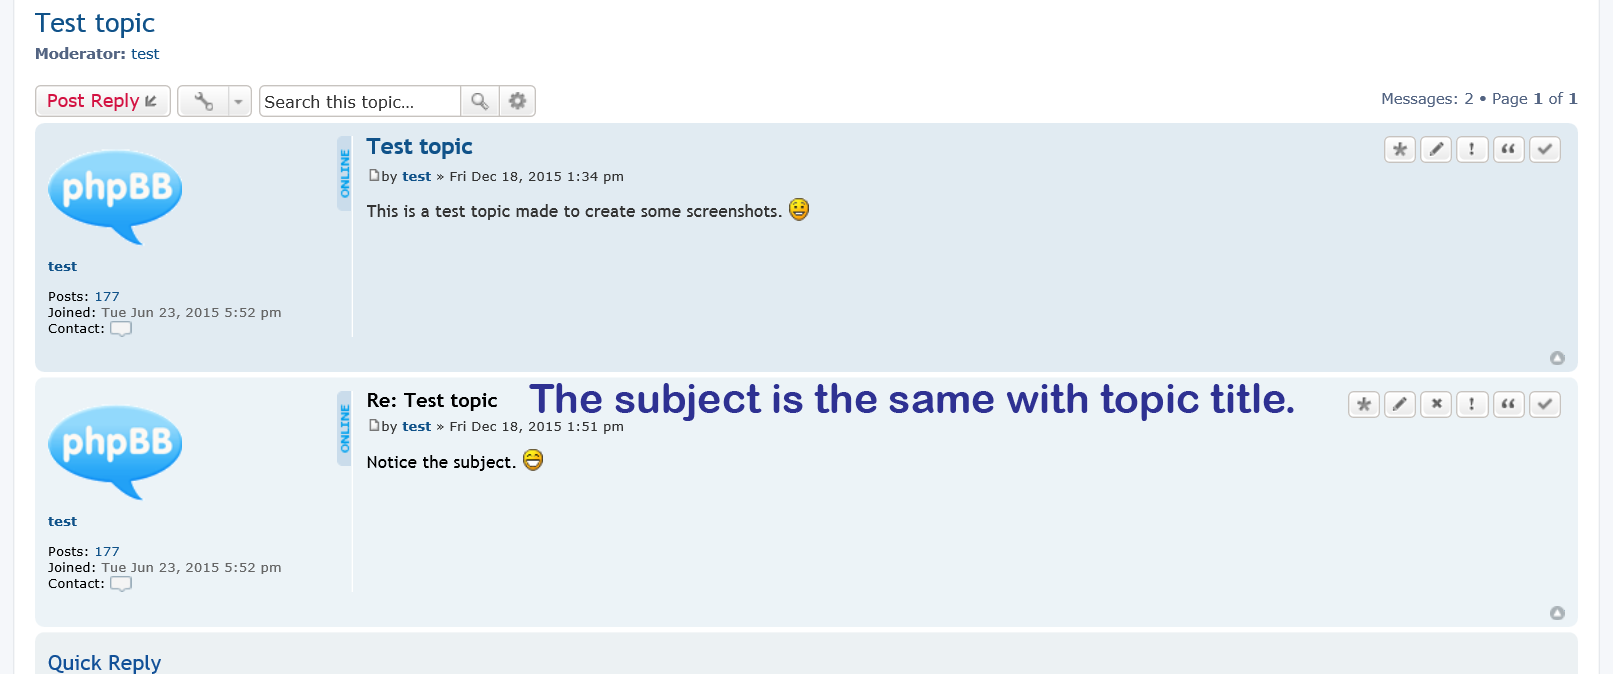 Test topic
Moderator: test
Post Reply
Search this topic...
Messages: 2 • Page 1 of 1
phpBB
ONLINE
Test topic
by test » Fri Dec 18, 2015 1:34 pm
This is a test topic made to create some screenshots.
test
Posts: 177
Joined: Tue Jun 23, 2015 5:52 pm
Contact:
phpBB
ONLINE
Re: Test topic
The subject is the same with topic title.
by test » Fri Dec 18, 2015 1:51 pm
Notice the subject.
test
Posts: 177
Joined: Tue Jun 23, 2015 5:52 pm
Contact:
Quick Reply